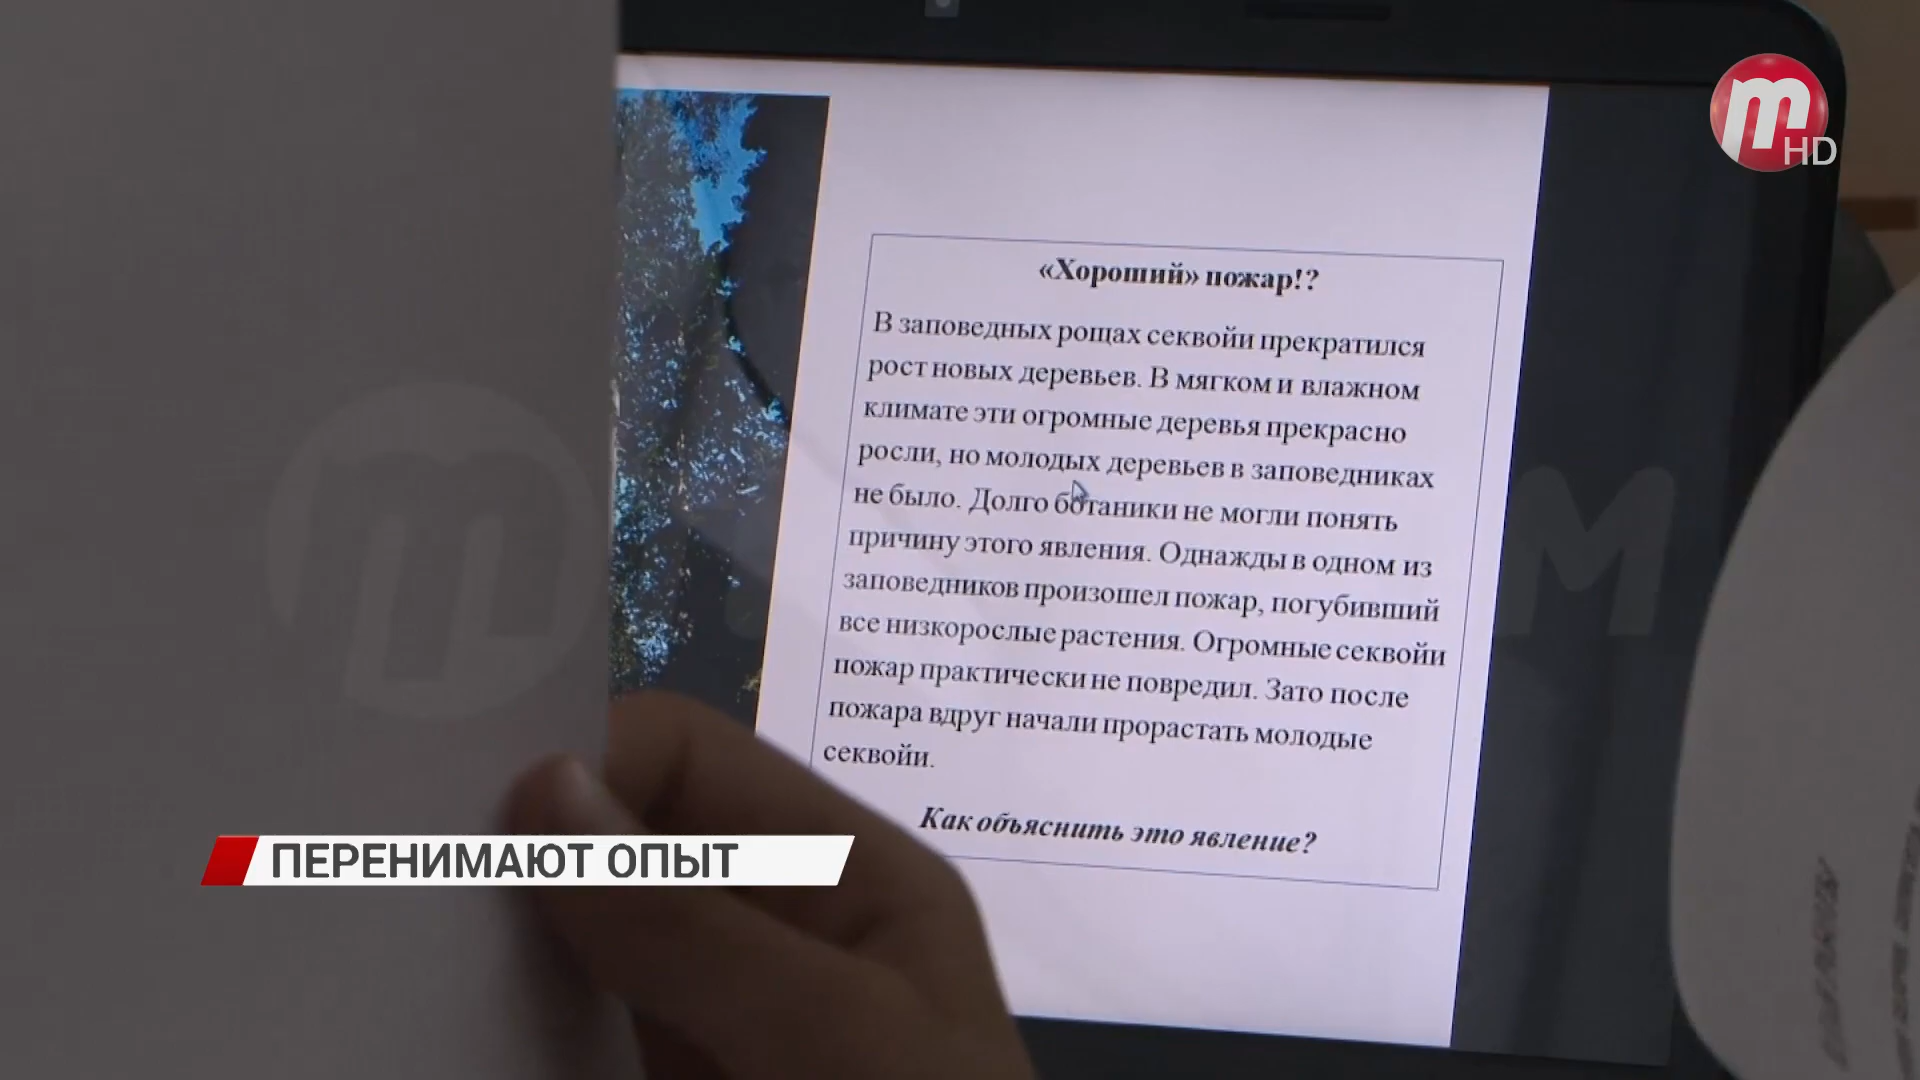 m HD
«Хороший» пожар!?
В заповедных рощах секвойи прекратился
рост новых деревьев. В мягком и влажном
климате эти огромные деревья прекрасно
росли, но молодых деревьев в заповедниках
не было. Долго ботаники не могли понять
причину этого явления. Однажды в одном из
заповедников произошел пожар, погубивший
все низкорослые растения. Огромные секвойи
пожар практически не повредил. Зато после
пожара вдруг начали прорастать молодые
секвойи.
Как объяснить это явление?
ПЕРЕНИМАЮТ ОПЫТ